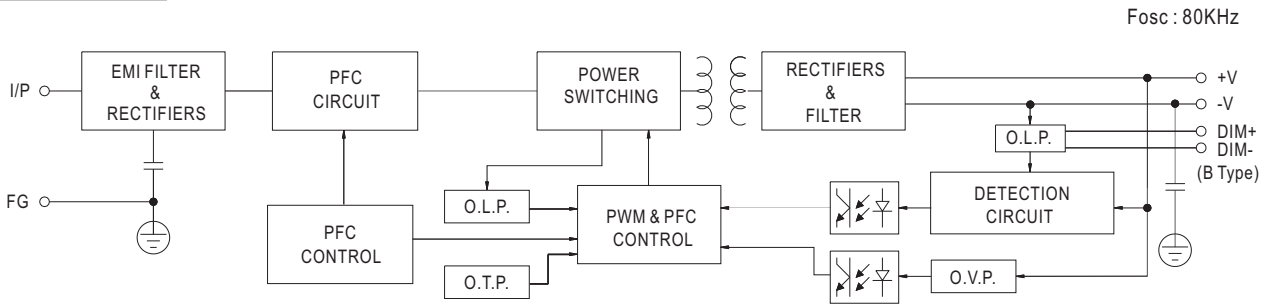 Fosc : 80KHz
I/P
EMI FILTER
&
RECTIFIERS
PFC
CIRCUIT
POWER
SWITCHING
RECTIFIERS
&
FILTER
+V
-V
O.L.P.
DIM+
DIM-
(B Type)
FG
PFC
CONTROL
O.L.P.
O.T.P.
PWM & PFC
CONTROL
DETECTION
CIRCUIT
O.V.P.